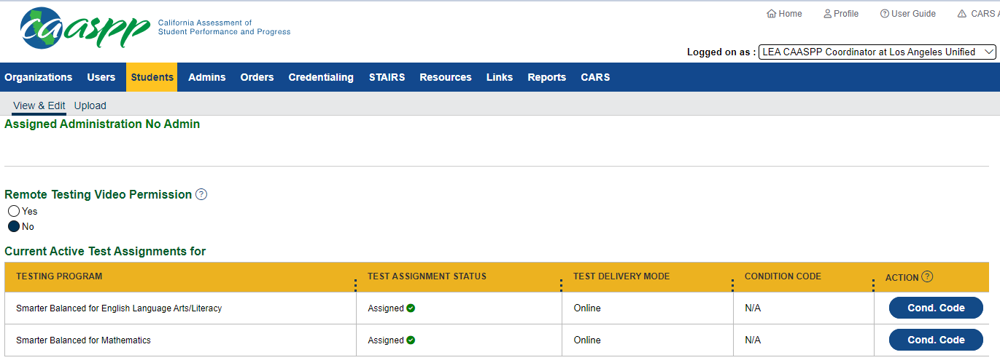 caaspp California Assessment of
Student Performance and Progress
Home Profile User Guide CARS A
Logged on as : LEA CAASPP Coordinator at Los Angeles Unified
Organizations Users Students Admins Orders Credentialing STAIRS Resources Links Reports CARS
View & Edit Upload
Assigned Administration No Admin
Remote Testing Video Permission ?
Yes
No
Current Active Test Assignments for
TESTING PROGRAM TEST ASSIGNMENT STATUS TEST DELIVERY MODE CONDITION CODE ACTION ?
Smarter Balanced for English Language Arts/Literacy Assigned Online N/A Cond. Code
Smarter Balanced for Mathematics Assigned Online N/A Cond. Code